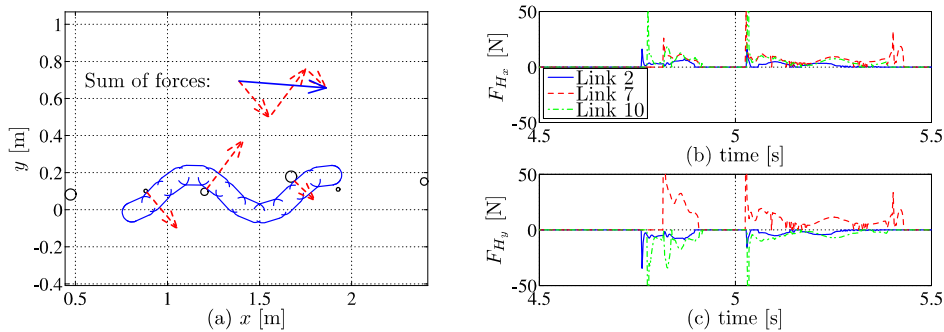 1
0.8
0.6
0.4
0.2
0
-0.2
-0.4
y [m]
Sum of forces:
0.5 1 1.5 2
(a) x [m]
50
0
-50
F_{H_x} [N]
Link 2
Link 7
Link 10
4.5 5 5.5
(b) time [s]
50
0
-50
F_{H_y} [N]
4.5 5 5.5
(c) time [s]